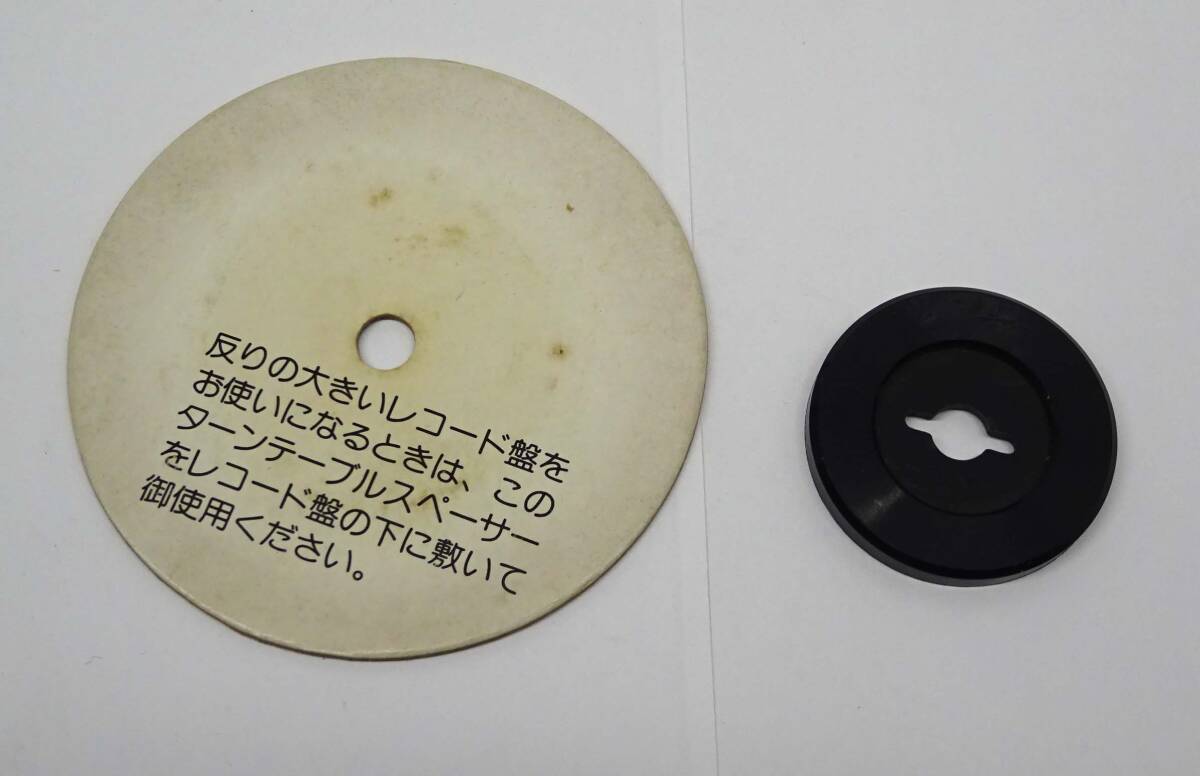 反りの大きいレコード盤を
お使いになるときは、この
ターンテーブルスペーサー
をレコード盤の下に敷いて
御使用ください。